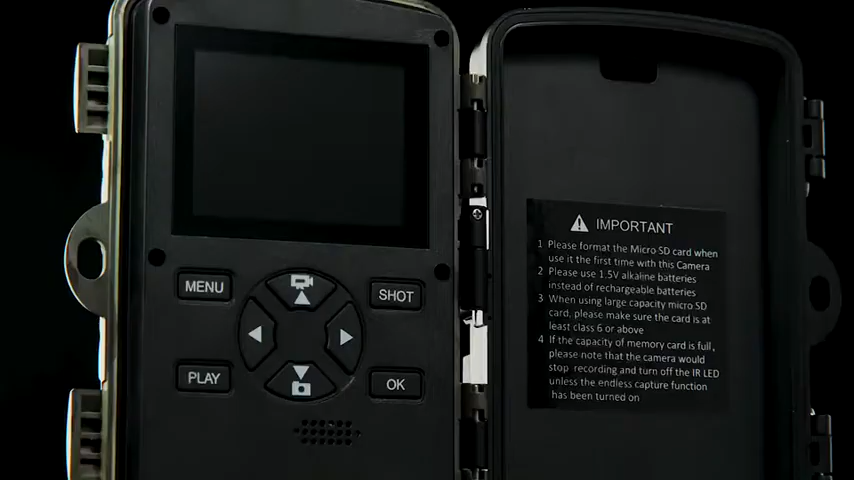 MENU
SHOT
PLAY
OK
IMPORTANT
1 Please format the Micro SD card when
use it the first time with this Camera
2 Please use 1.5V alkaline batteries
instead of rechargeable batteries
3 When using large capacity micro SD
card, please make sure the card is at
least class 6 or above
4 If the capacity of memory card is full,
please note that the camera would
stop recording and turn off the IR LED
unless the endless capture function
has been turned on